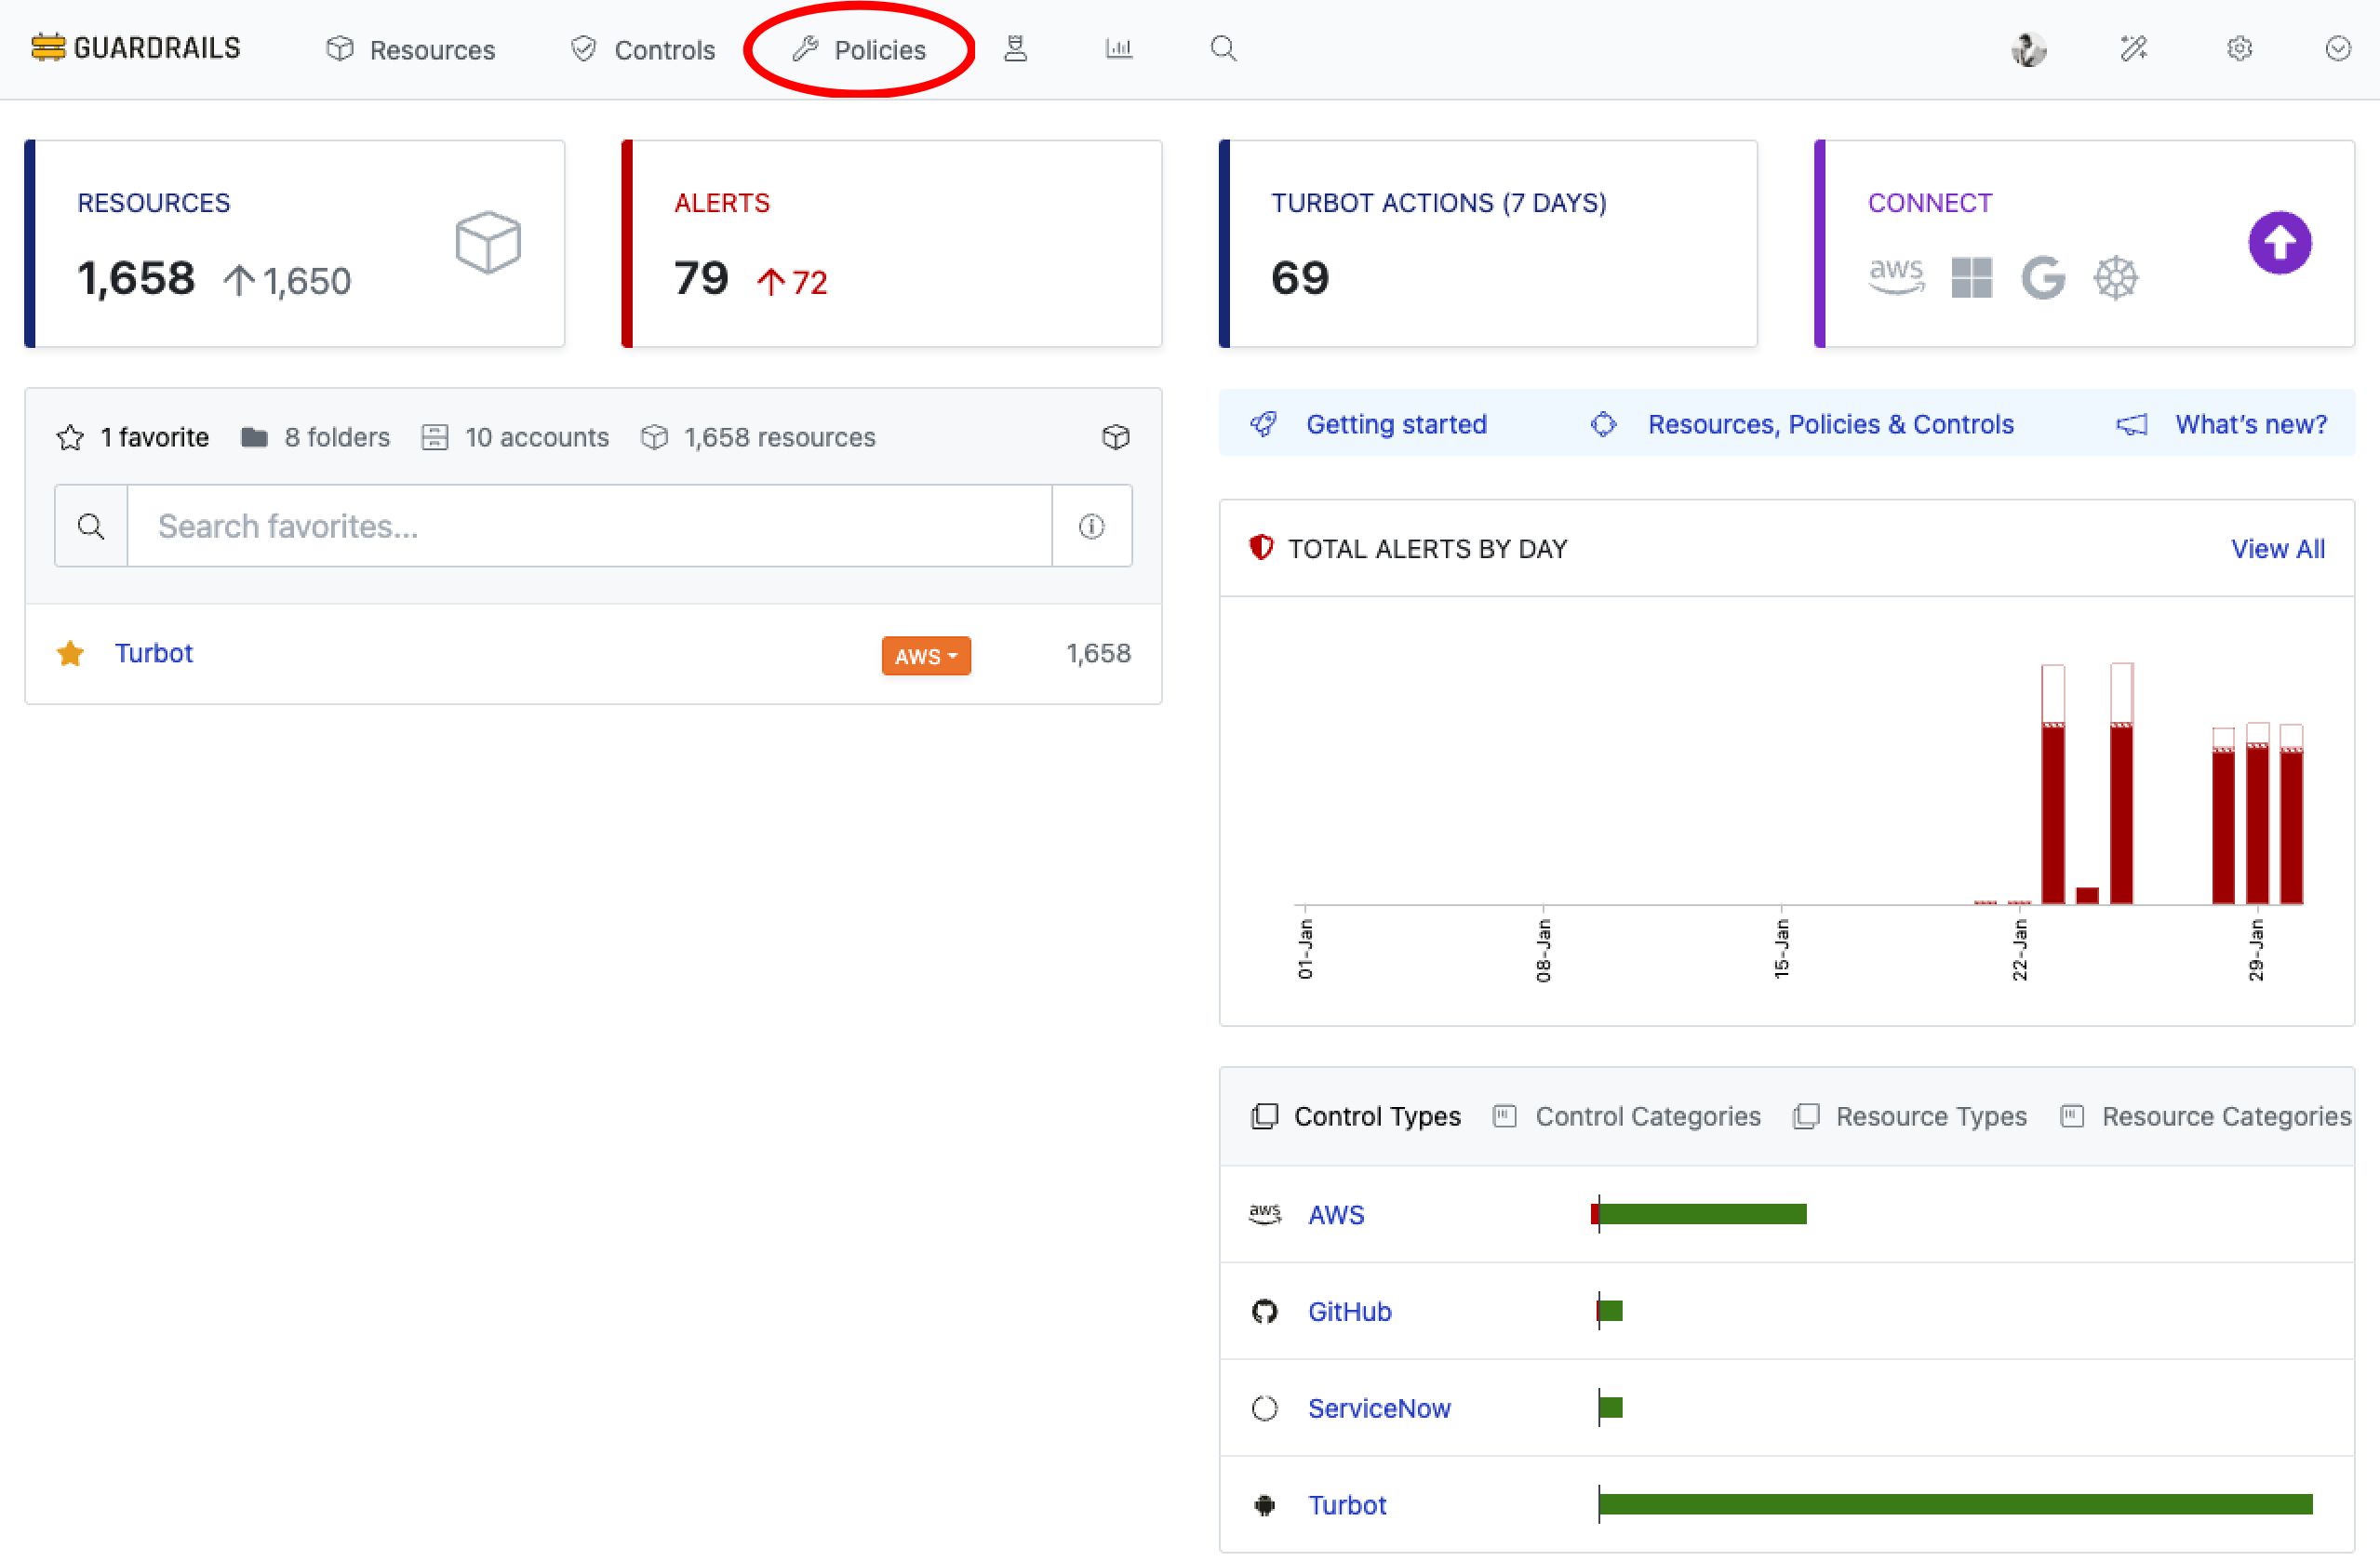 GUARDRAILS
Resources
Controls
Policies
RESOURCES
1,658 1,650
ALERTS
79 72
TURBOT ACTIONS (7 DAYS)
69
CONNECT
aws
1 favorite
8 folders
10 accounts
1,658 resources
Search favorites...
Turbot
AWS
1,658
Getting started
Resources, Policies & Controls
What's new?
TOTAL ALERTS BY DAY
View All
01-Jan
08-Jan
15-Jan
22-Jan
29-Jan
Control Types
Control Categories
Resource Types
Resource Categories
aws AWS
GitHub
ServiceNow
Turbot